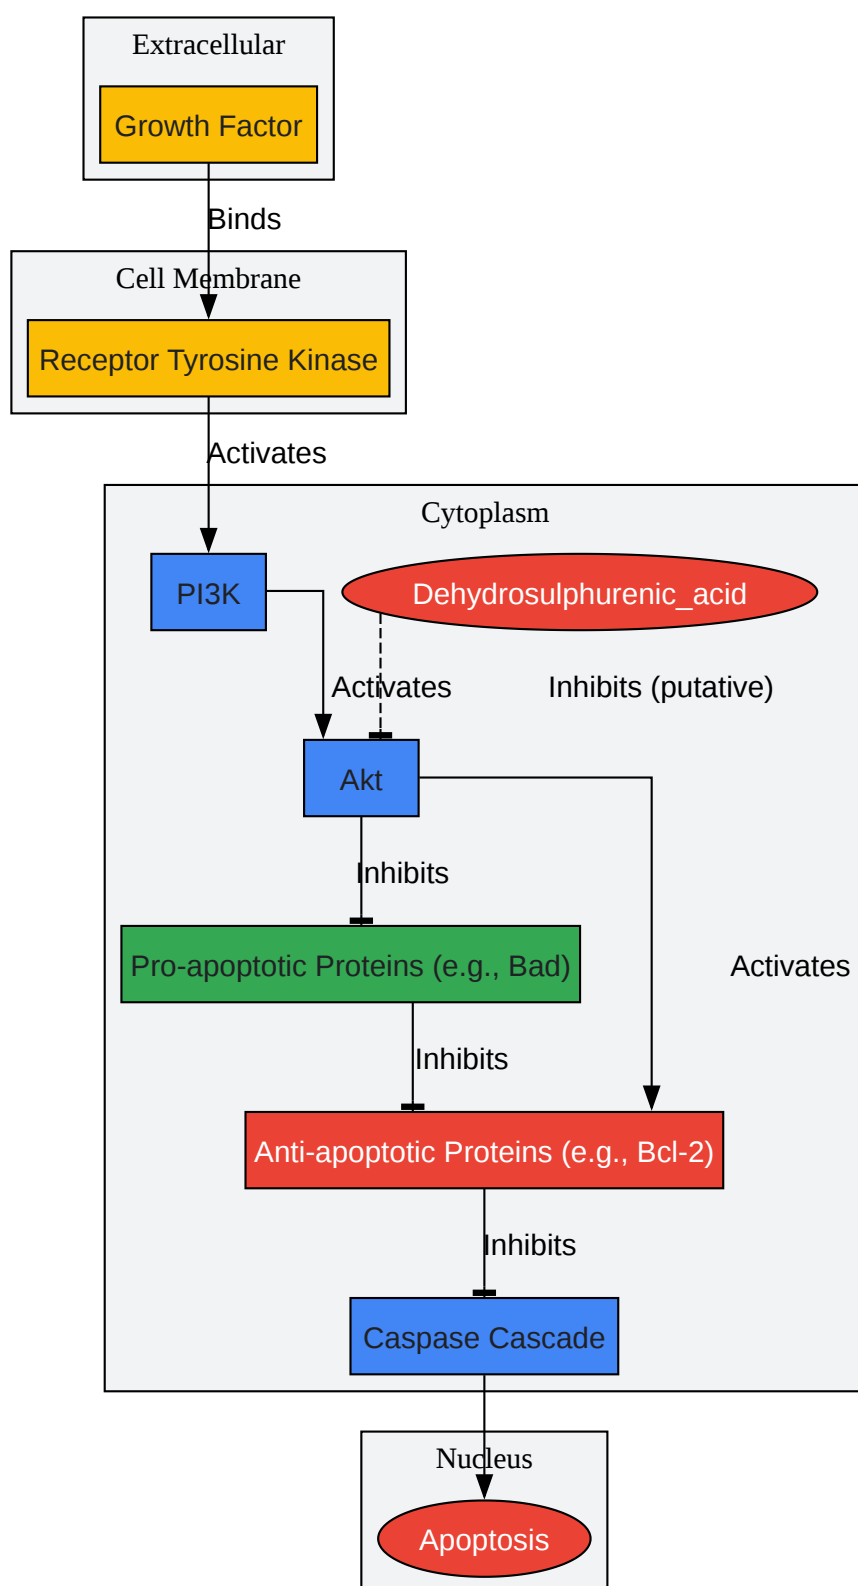 Extracellular
Growth Factor
Binds
Cell Membrane
Receptor Tyrosine Kinase
Activates
Cytoplasm
PI3K
Dehydrosulphurenic_acid
Activates
Inhibits (putative)
Akt
Inhibits
Pro-apoptotic Proteins (e.g., Bad)
Activates
Inhibits
Anti-apoptotic Proteins (e.g., Bcl-2)
Inhibits
Caspase Cascade
Nucleus
Apoptosis